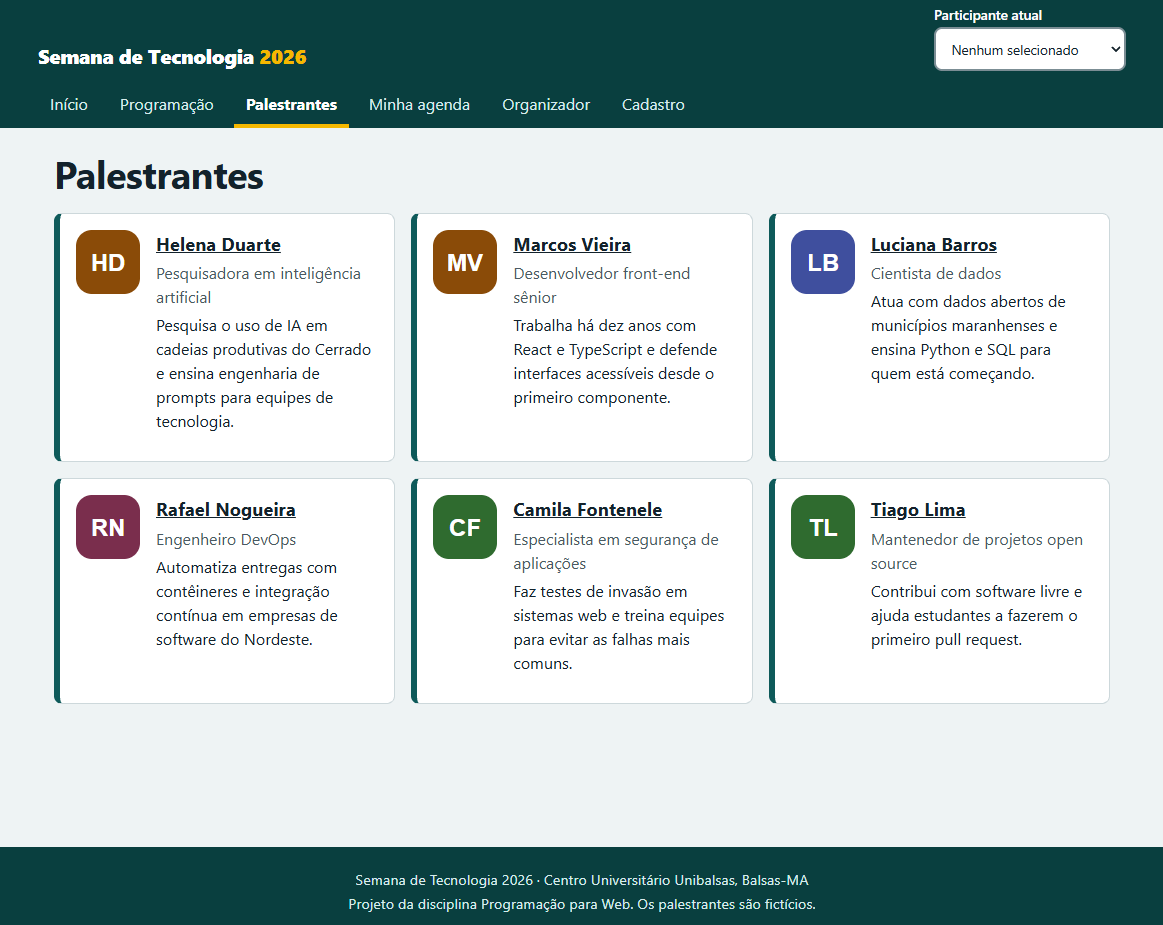 Participante atual
Semana de Tecnologia 2026
Nenhum selecionado
Início
Programação
Palestrantes
Minha agenda
Organizador
Cadastro
Palestrantes
HD
Helena Duarte
Pesquisadora em inteligência
artificial
Pesquisa o uso de IA em
cadeias produtivas do Cerrado
e ensina engenharia de
prompts para equipes de
tecnologia.
MV
Marcos Vieira
Desenvolvedor front-end
sênior
Trabalha há dez anos com
React e TypeScript e defende
interfaces acessíveis desde o
primeiro componente.
LB
Luciana Barros
Cientista de dados
Atua com dados abertos de
municípios maranhenses e
ensina Python e SQL para
quem está começando.
RN
Rafael Nogueira
Engenheiro DevOps
Automatiza entregas com
contêineres e integração
contínua em empresas de
software do Nordeste.
CF
Camila Fontenele
Especialista em segurança de
aplicações
Faz testes de invasão em
sistemas web e treina equipes
para evitar as falhas mais
comuns.
TL
Tiago Lima
Mantenedor de projetos open
source
Contribui com software livre e
ajuda estudantes a fazerem o
primeiro pull request.
Semana de Tecnologia 2026 · Centro Universitário Unibalsas, Balsas-MA
Projeto da disciplina Programação para Web. Os palestrantes são fictícios.